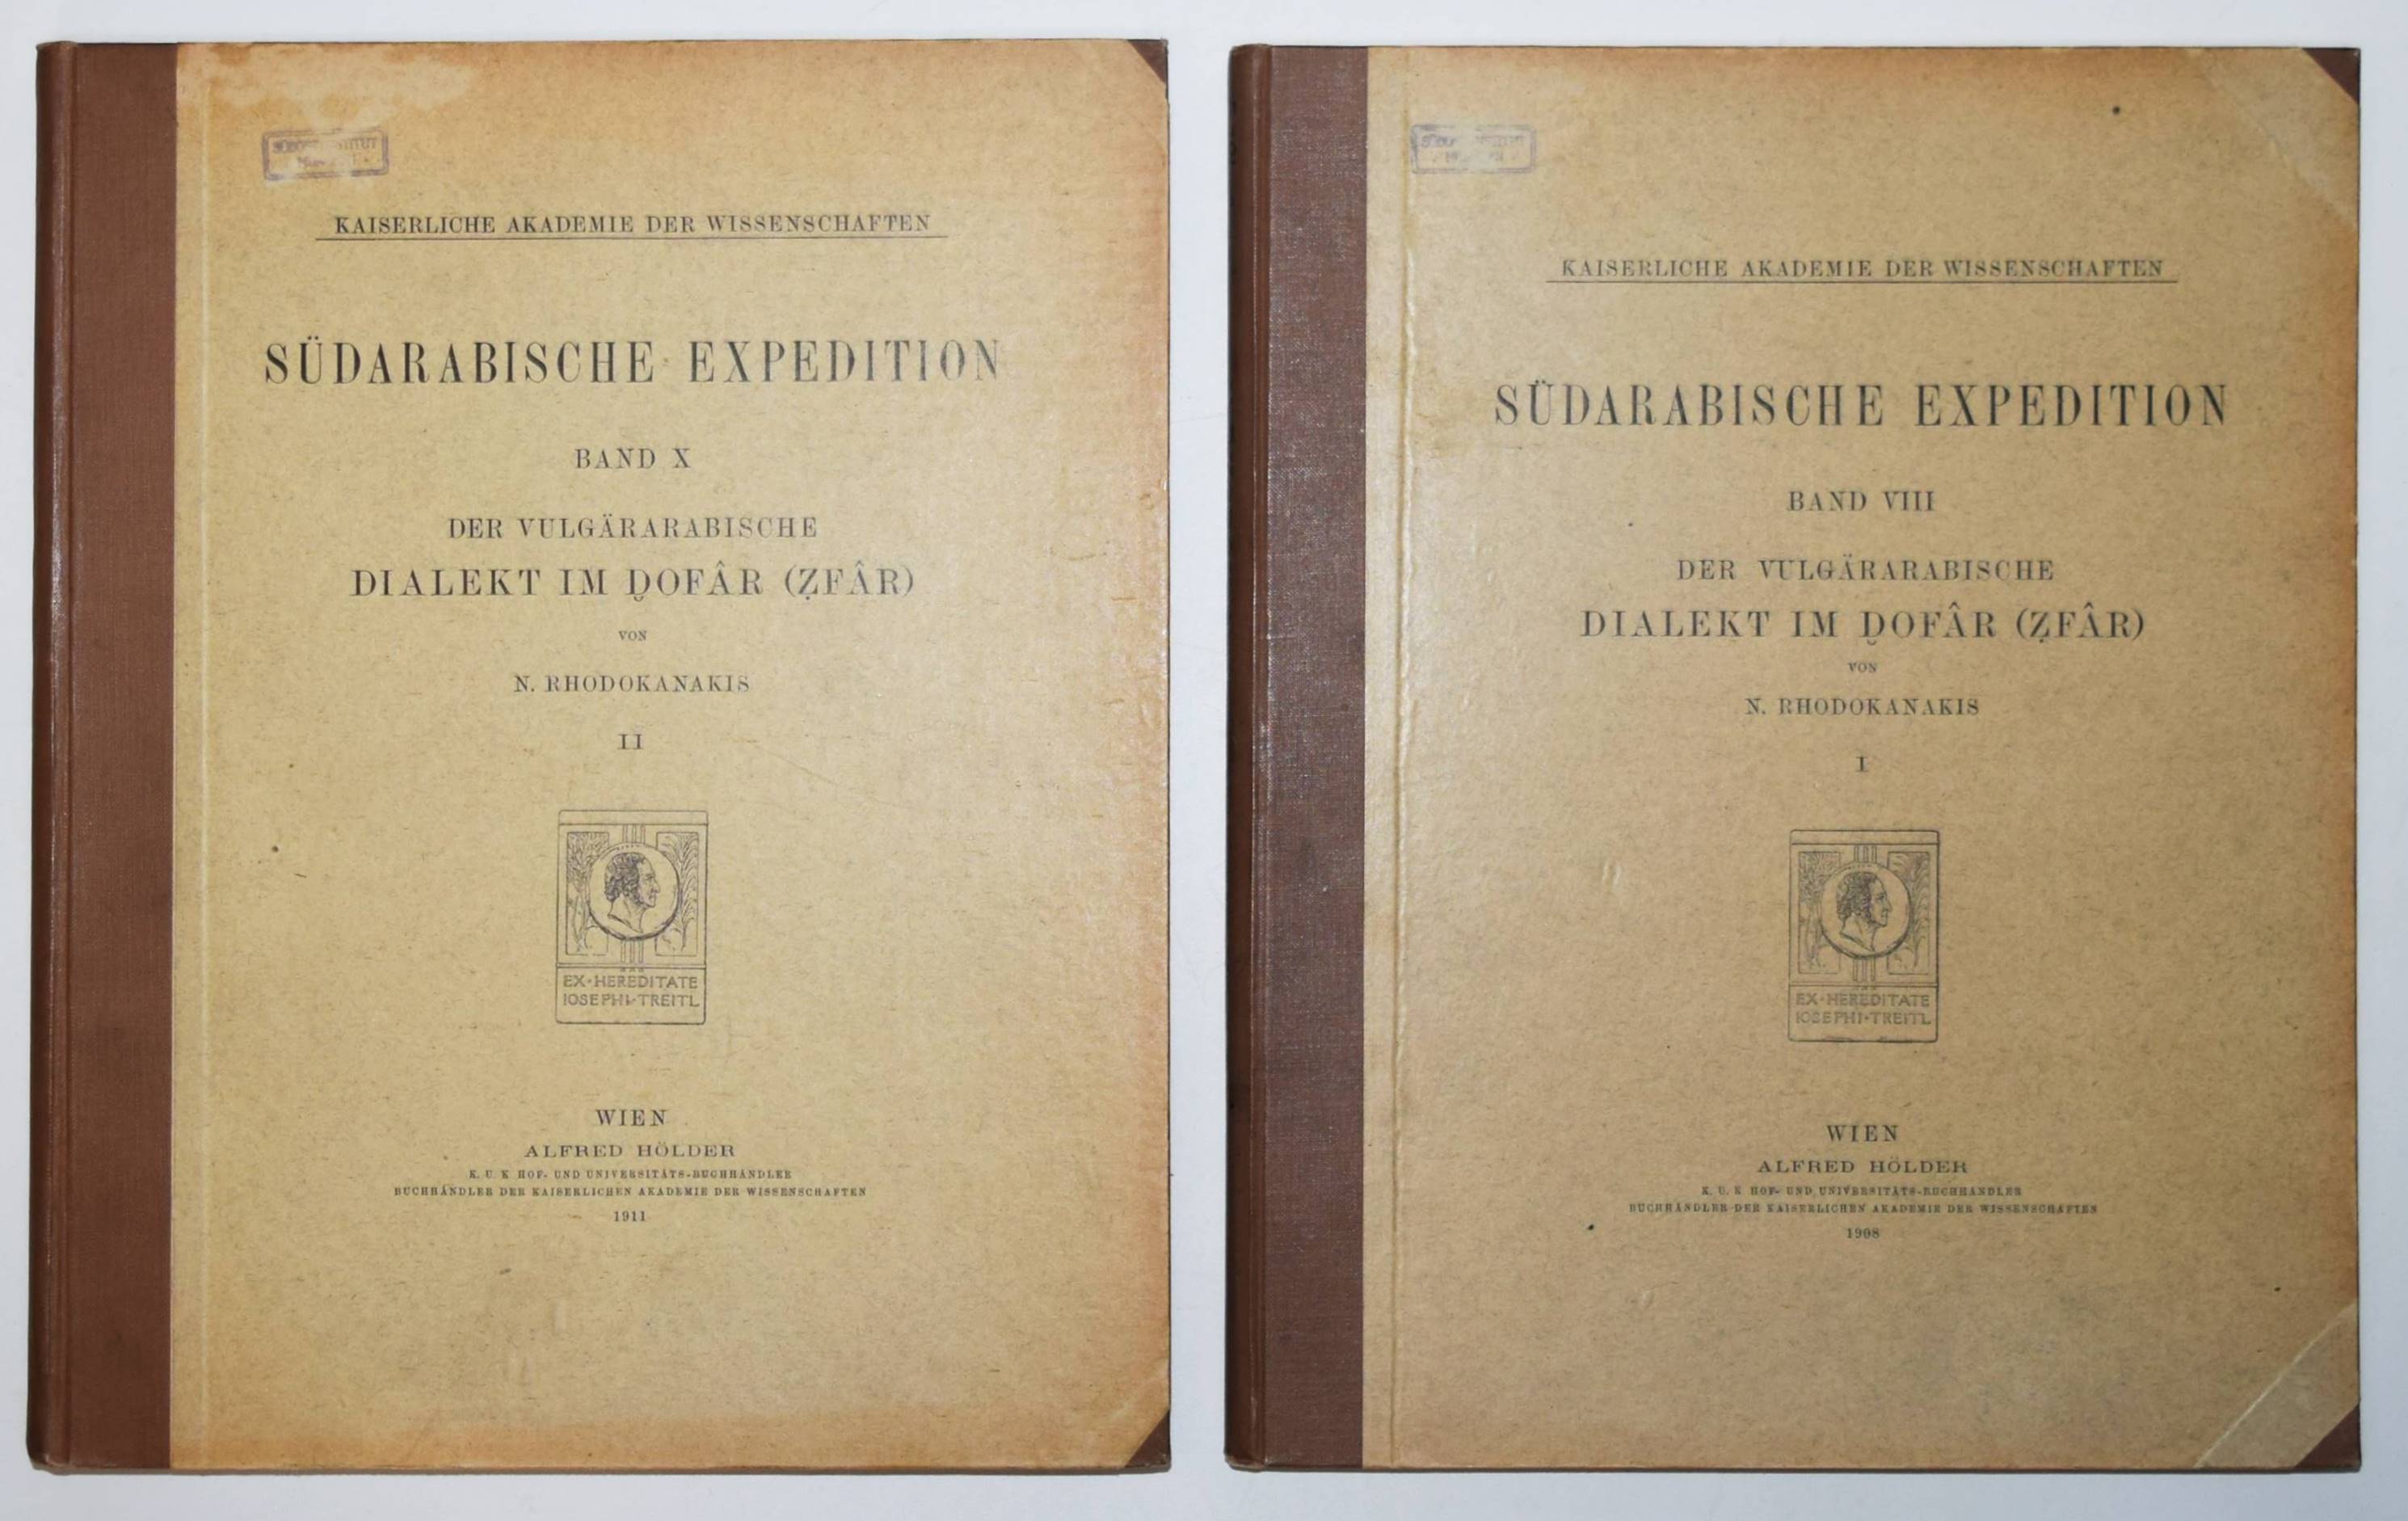 KAISERLICHE AKADEMIE DER WISSENSCHAFTEN
SÜDARABISCHE EXPEDITION
BAND X
DER VULGÄRARABISCHE
DIALEKT IM ḌOFÂR (ẒFÂR)
VON
N. RHODOKANAKIS
II
EX·HEREDITATE
IOSEPHI·TREITL
WIEN
ALFRED HÖLDER
K. U. K. HOF- UND UNIVERSITÄTS-BUCHHÄNDLER
BUCHHÄNDLER DER KAISERLICHEN AKADEMIE DER WISSENSCHAFTEN
1911
KAISERLICHE AKADEMIE DER WISSENSCHAFTEN
SÜDARABISCHE EXPEDITION
BAND VIII
DER VULGÄRARABISCHE
DIALEKT IM ḌOFÂR (ẒFÂR)
VON
N. RHODOKANAKIS
I
EX·HEREDITATE
IOSEPHI·TREITL
WIEN
ALFRED HÖLDER
K. U. K. HOF- UND UNIVERSITÄTS-BUCHHÄNDLER
BUCHHÄNDLER DER KAISERLICHEN AKADEMIE DER WISSENSCHAFTEN
1908